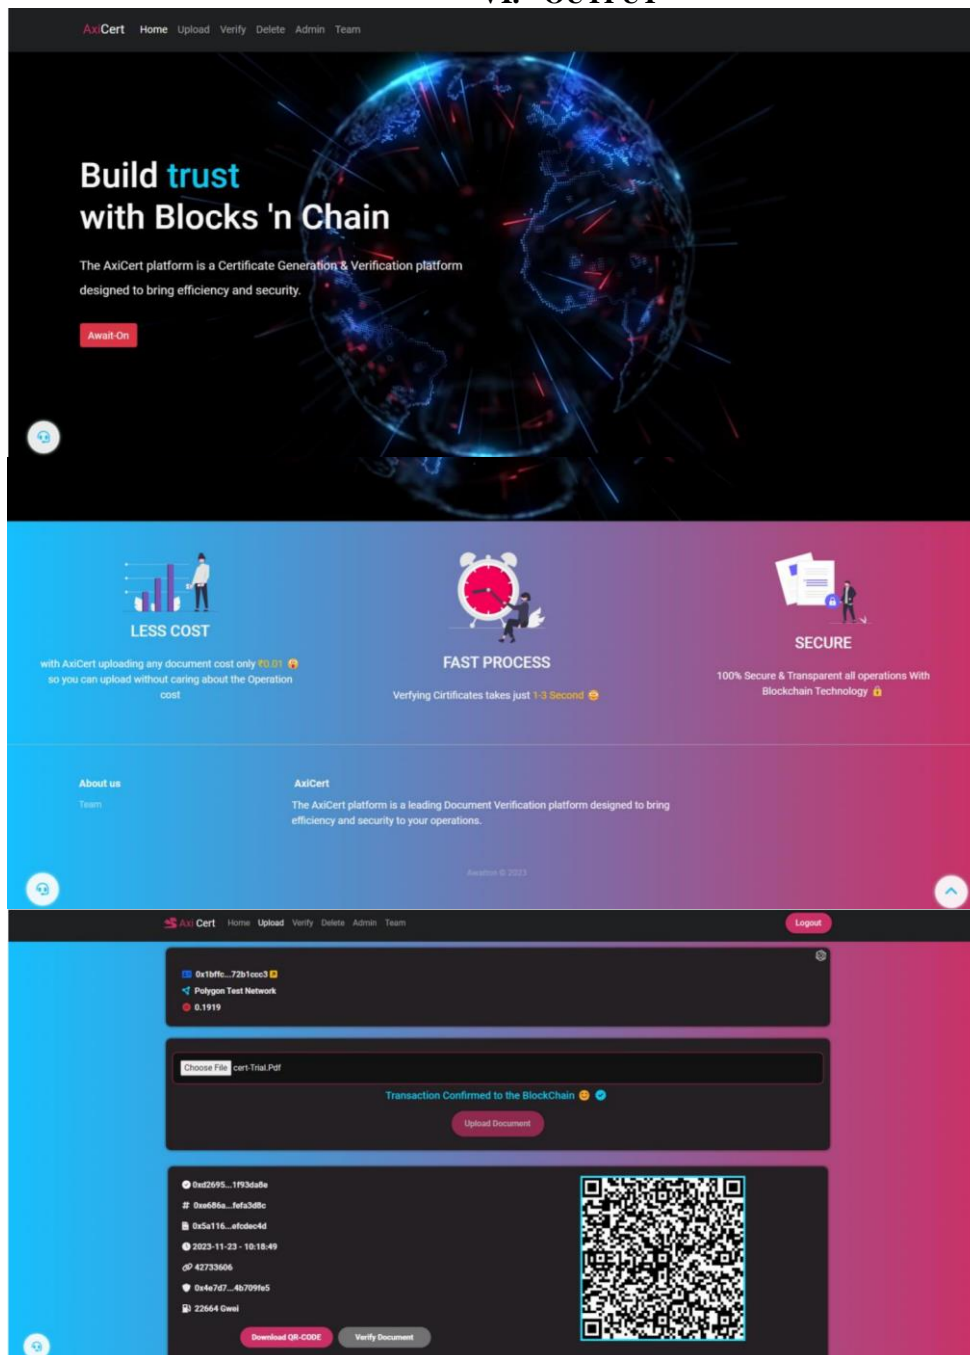 VI. OUTPUT
AxiCert Home Upload Verify Delete Admin Team
Build trust
with Blocks 'n Chain
The AxiCert platform is a Certificate Generation & Verification platform
designed to bring efficiency and security.
Await-On
LESS COST
with AxiCert uploading any document cost only ₹0.01
so you can upload without caring about the Operation
cost
FAST PROCESS
Verfying Cirtificates takes just 1-3 Second
SECURE
100% Secure & Transparent all operations With
Blockchain Technology
About us
Team
AxiCert
The AxiCert platform is a leading Document Verification platform designed to bring
efficiency and security to your operations.
Awaiton © 2023
Axi Cert Home Upload Verify Delete Admin Team Logout
0x1bffc...72b1ccc3
Polygon Test Network
0.1919
Choose File cert-Trial.Pdf
Transaction Confirmed to the BlockChain
Upload Document
0xd2695...1f93da8e
# 0xe686a...fefa3d8c
0x5a116...efcdec4d
2023-11-23 - 10:18:49
42733606
0x4e7d7...4b709fe5
22664 Gwei
Download QR-CODE Verify Document